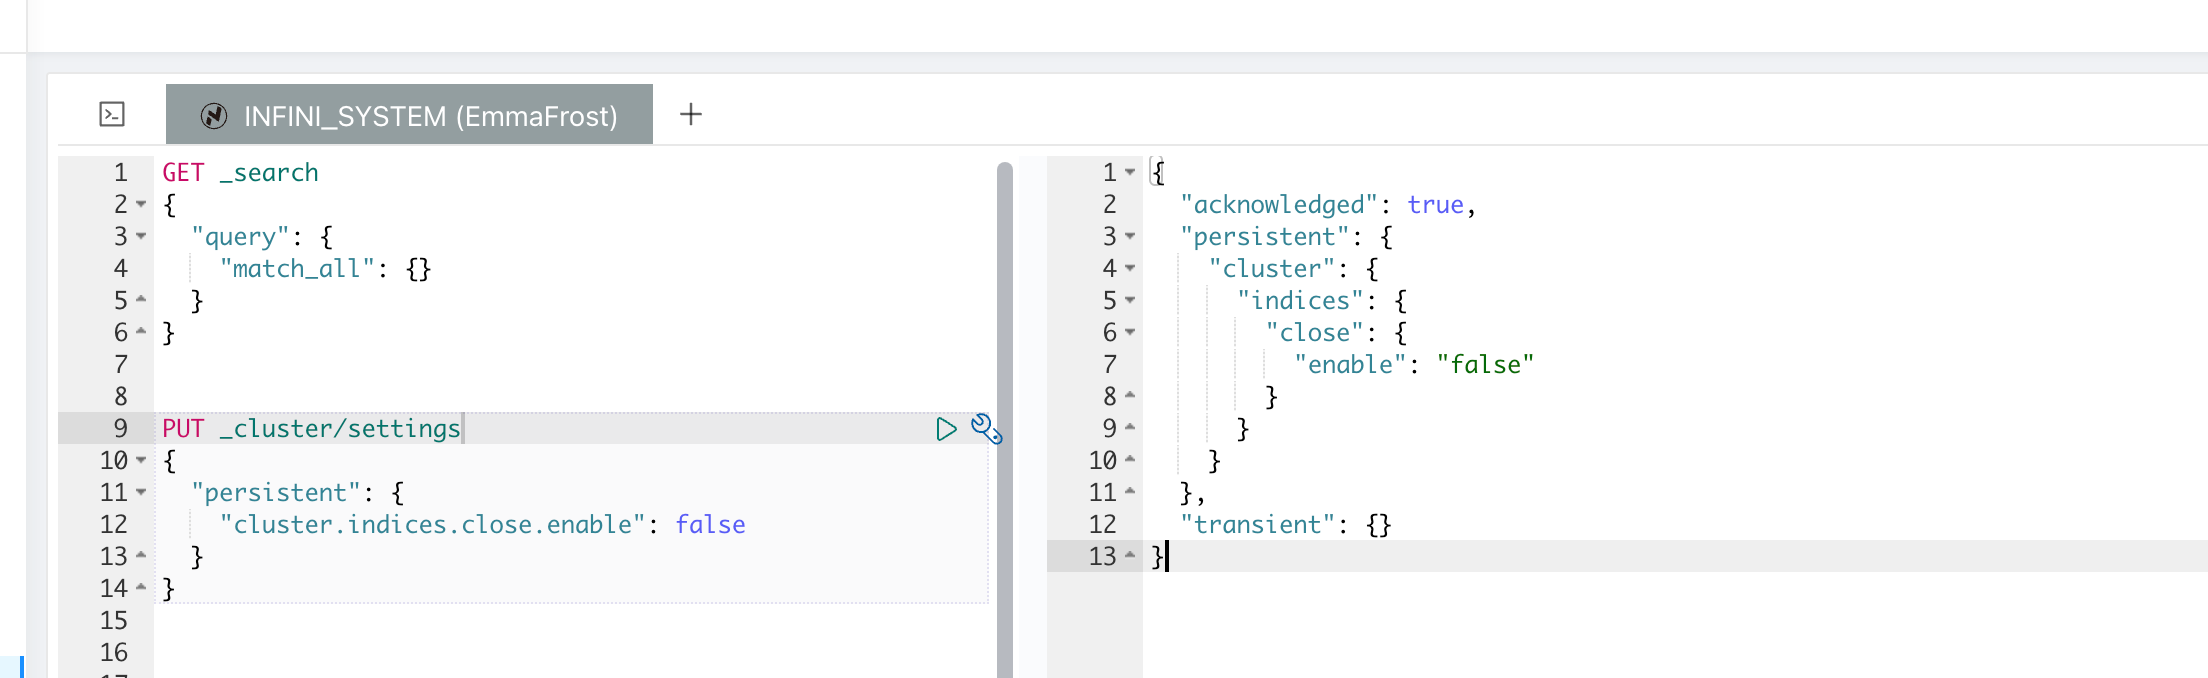 INFINI_SYSTEM (EmmaFrost)
1 GET _search
2 {
3 "query": {
4 "match_all": {}
5 }
6 }
7
8
9 PUT _cluster/settings
10 {
11 "persistent": {
12 "cluster.indices.close.enable": false
13 }
14 }
15
16
17
1 {
2 "acknowledged": true,
3 "persistent": {
4 "cluster": {
5 "indices": {
6 "close": {
7 "enable": "false"
8 }
9 }
10 }
11 },
12 "transient": {}
13 }